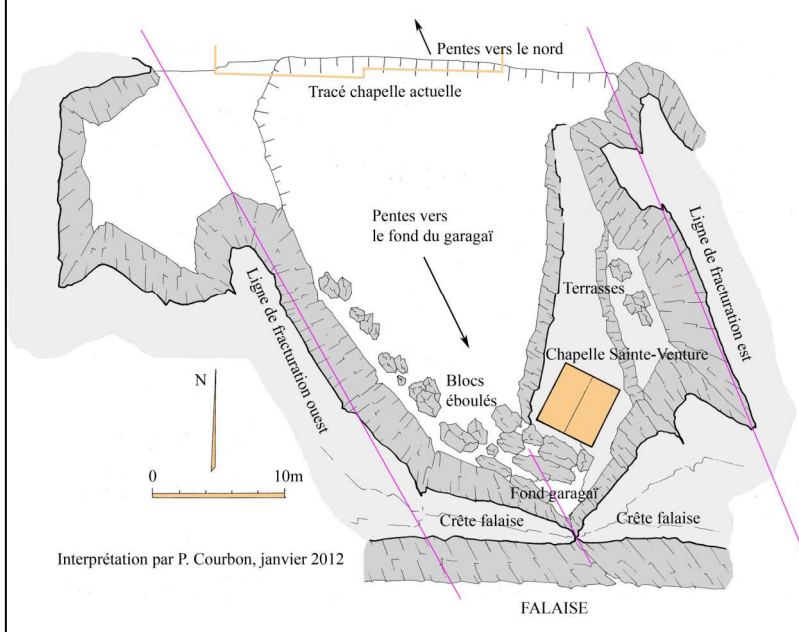 Pentes vers le nord
Tracé chapelle actuelle
Pentes vers
le fond du garagaï
Ligne de fracturation est
Terrasses
Ligne de fracturation ouest
Chapelle Sainte-Venture
Blocs
éboulés
N
0 10m
Fond garagaï
Crête falaise
Crête falaise
Interprétation par P. Courbon, janvier 2012
FALAISE